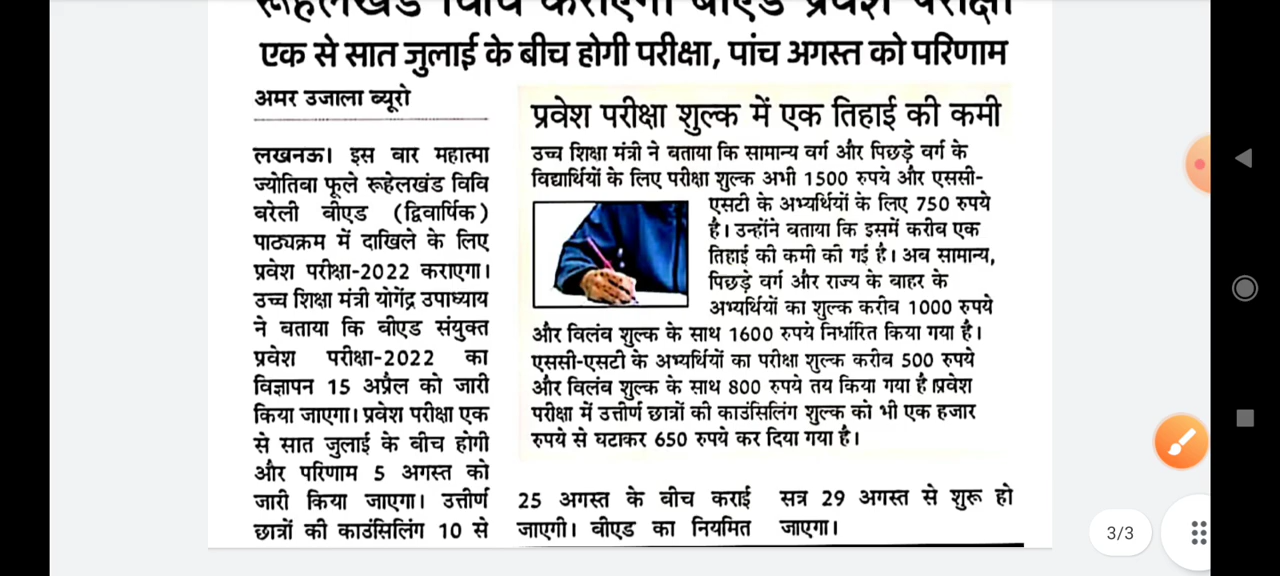 रूहेलखंड विवि कराएगा बीएड प्रवेश परीक्षा
एक से सात जुलाई के बीच होगी परीक्षा, पांच अगस्त को परिणाम
अमर उजाला ब्यूरो
लखनऊ। इस बार महात्मा
ज्योतिबा फूले रूहेलखंड विवि
बरेली बीएड (द्विवार्षिक)
पाठ्यक्रम में दाखिले के लिए
प्रवेश परीक्षा-2022 कराएगा।
उच्च शिक्षा मंत्री योगेंद्र उपाध्याय
ने बताया कि बीएड संयुक्त
प्रवेश परीक्षा-2022 का
विज्ञापन 15 अप्रैल को जारी
किया जाएगा। प्रवेश परीक्षा एक
से सात जुलाई के बीच होगी
और परिणाम 5 अगस्त को
जारी किया जाएगा। उत्तीर्ण
छात्रों की काउंसिलिंग 10 से
25 अगस्त के बीच कराई
जाएगी। बीएड का नियमित
सत्र 29 अगस्त से शुरू हो
जाएगा।
प्रवेश परीक्षा शुल्क में एक तिहाई की कमी
उच्च शिक्षा मंत्री ने बताया कि सामान्य वर्ग और पिछड़े वर्ग के
विद्यार्थियों के लिए परीक्षा शुल्क अभी 1500 रुपये और एससी-
एसटी के अभ्यर्थियों के लिए 750 रुपये
है। उन्होंने बताया कि इसमें करीब एक
तिहाई की कमी की गई है। अब सामान्य,
पिछड़े वर्ग और राज्य के बाहर के
अभ्यर्थियों का शुल्क करीब 1000 रुपये
और विलंब शुल्क के साथ 1600 रुपये निर्धारित किया गया है।
एससी-एसटी के अभ्यर्थियों का परीक्षा शुल्क करीब 500 रुपये
और विलंब शुल्क के साथ 800 रुपये तय किया गया है।प्रवेश
परीक्षा में उत्तीर्ण छात्रों की काउंसिलिंग शुल्क को भी एक हजार
रुपये से घटाकर 650 रुपये कर दिया गया है।
3/3